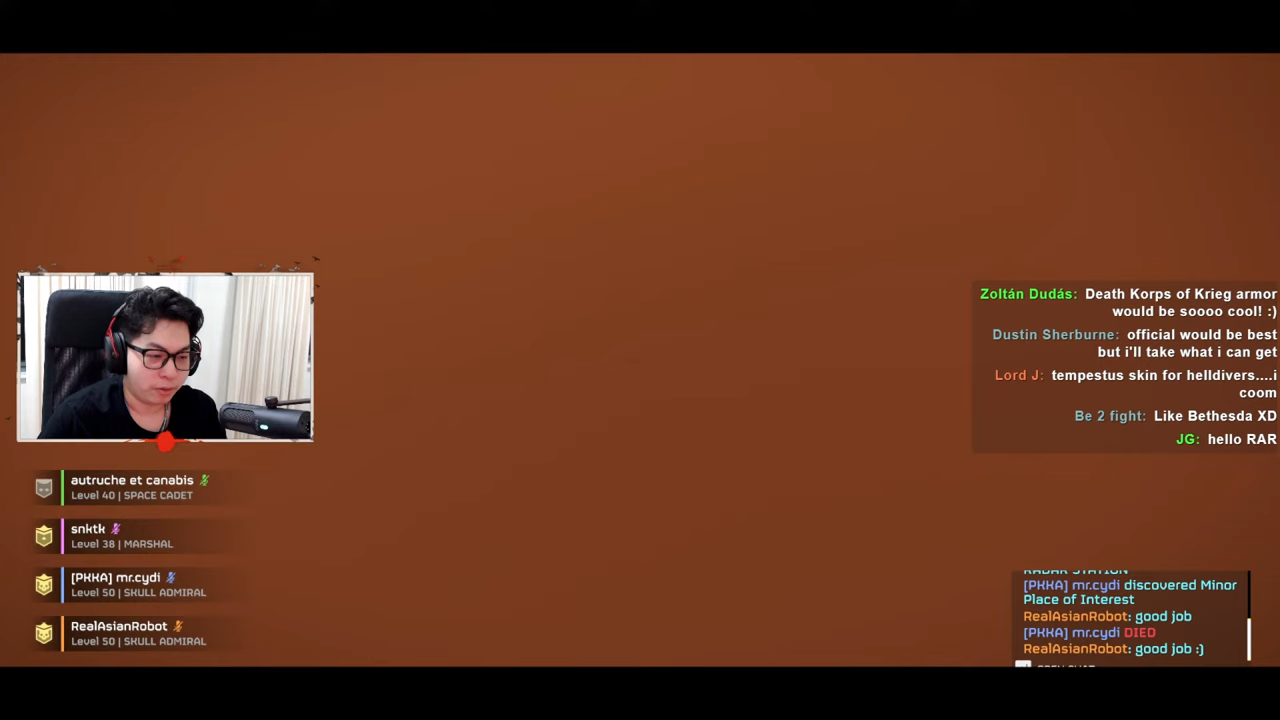 Zoltán Dudás: Death Korps of Krieg armor
would be soooo cool! :)
Dustin Sherburne: official would be best
but i'll take what i can get
Lord J: tempestus skin for helldivers....i
coom
Be 2 fight: Like Bethesda XD
JG: hello RAR
autruche et canabis
Level 40 | SPACE CADET
snktk
Level 38 | MARSHAL
[PKKA] mr.cydi
Level 50 | SKULL ADMIRAL
RealAsianRobot
Level 50 | SKULL ADMIRAL
RADAR STATION
[PKKA] mr.cydi discovered Minor
Place of Interest
RealAsianRobot: good job
[PKKA] mr.cydi DIED
RealAsianRobot: good job :)